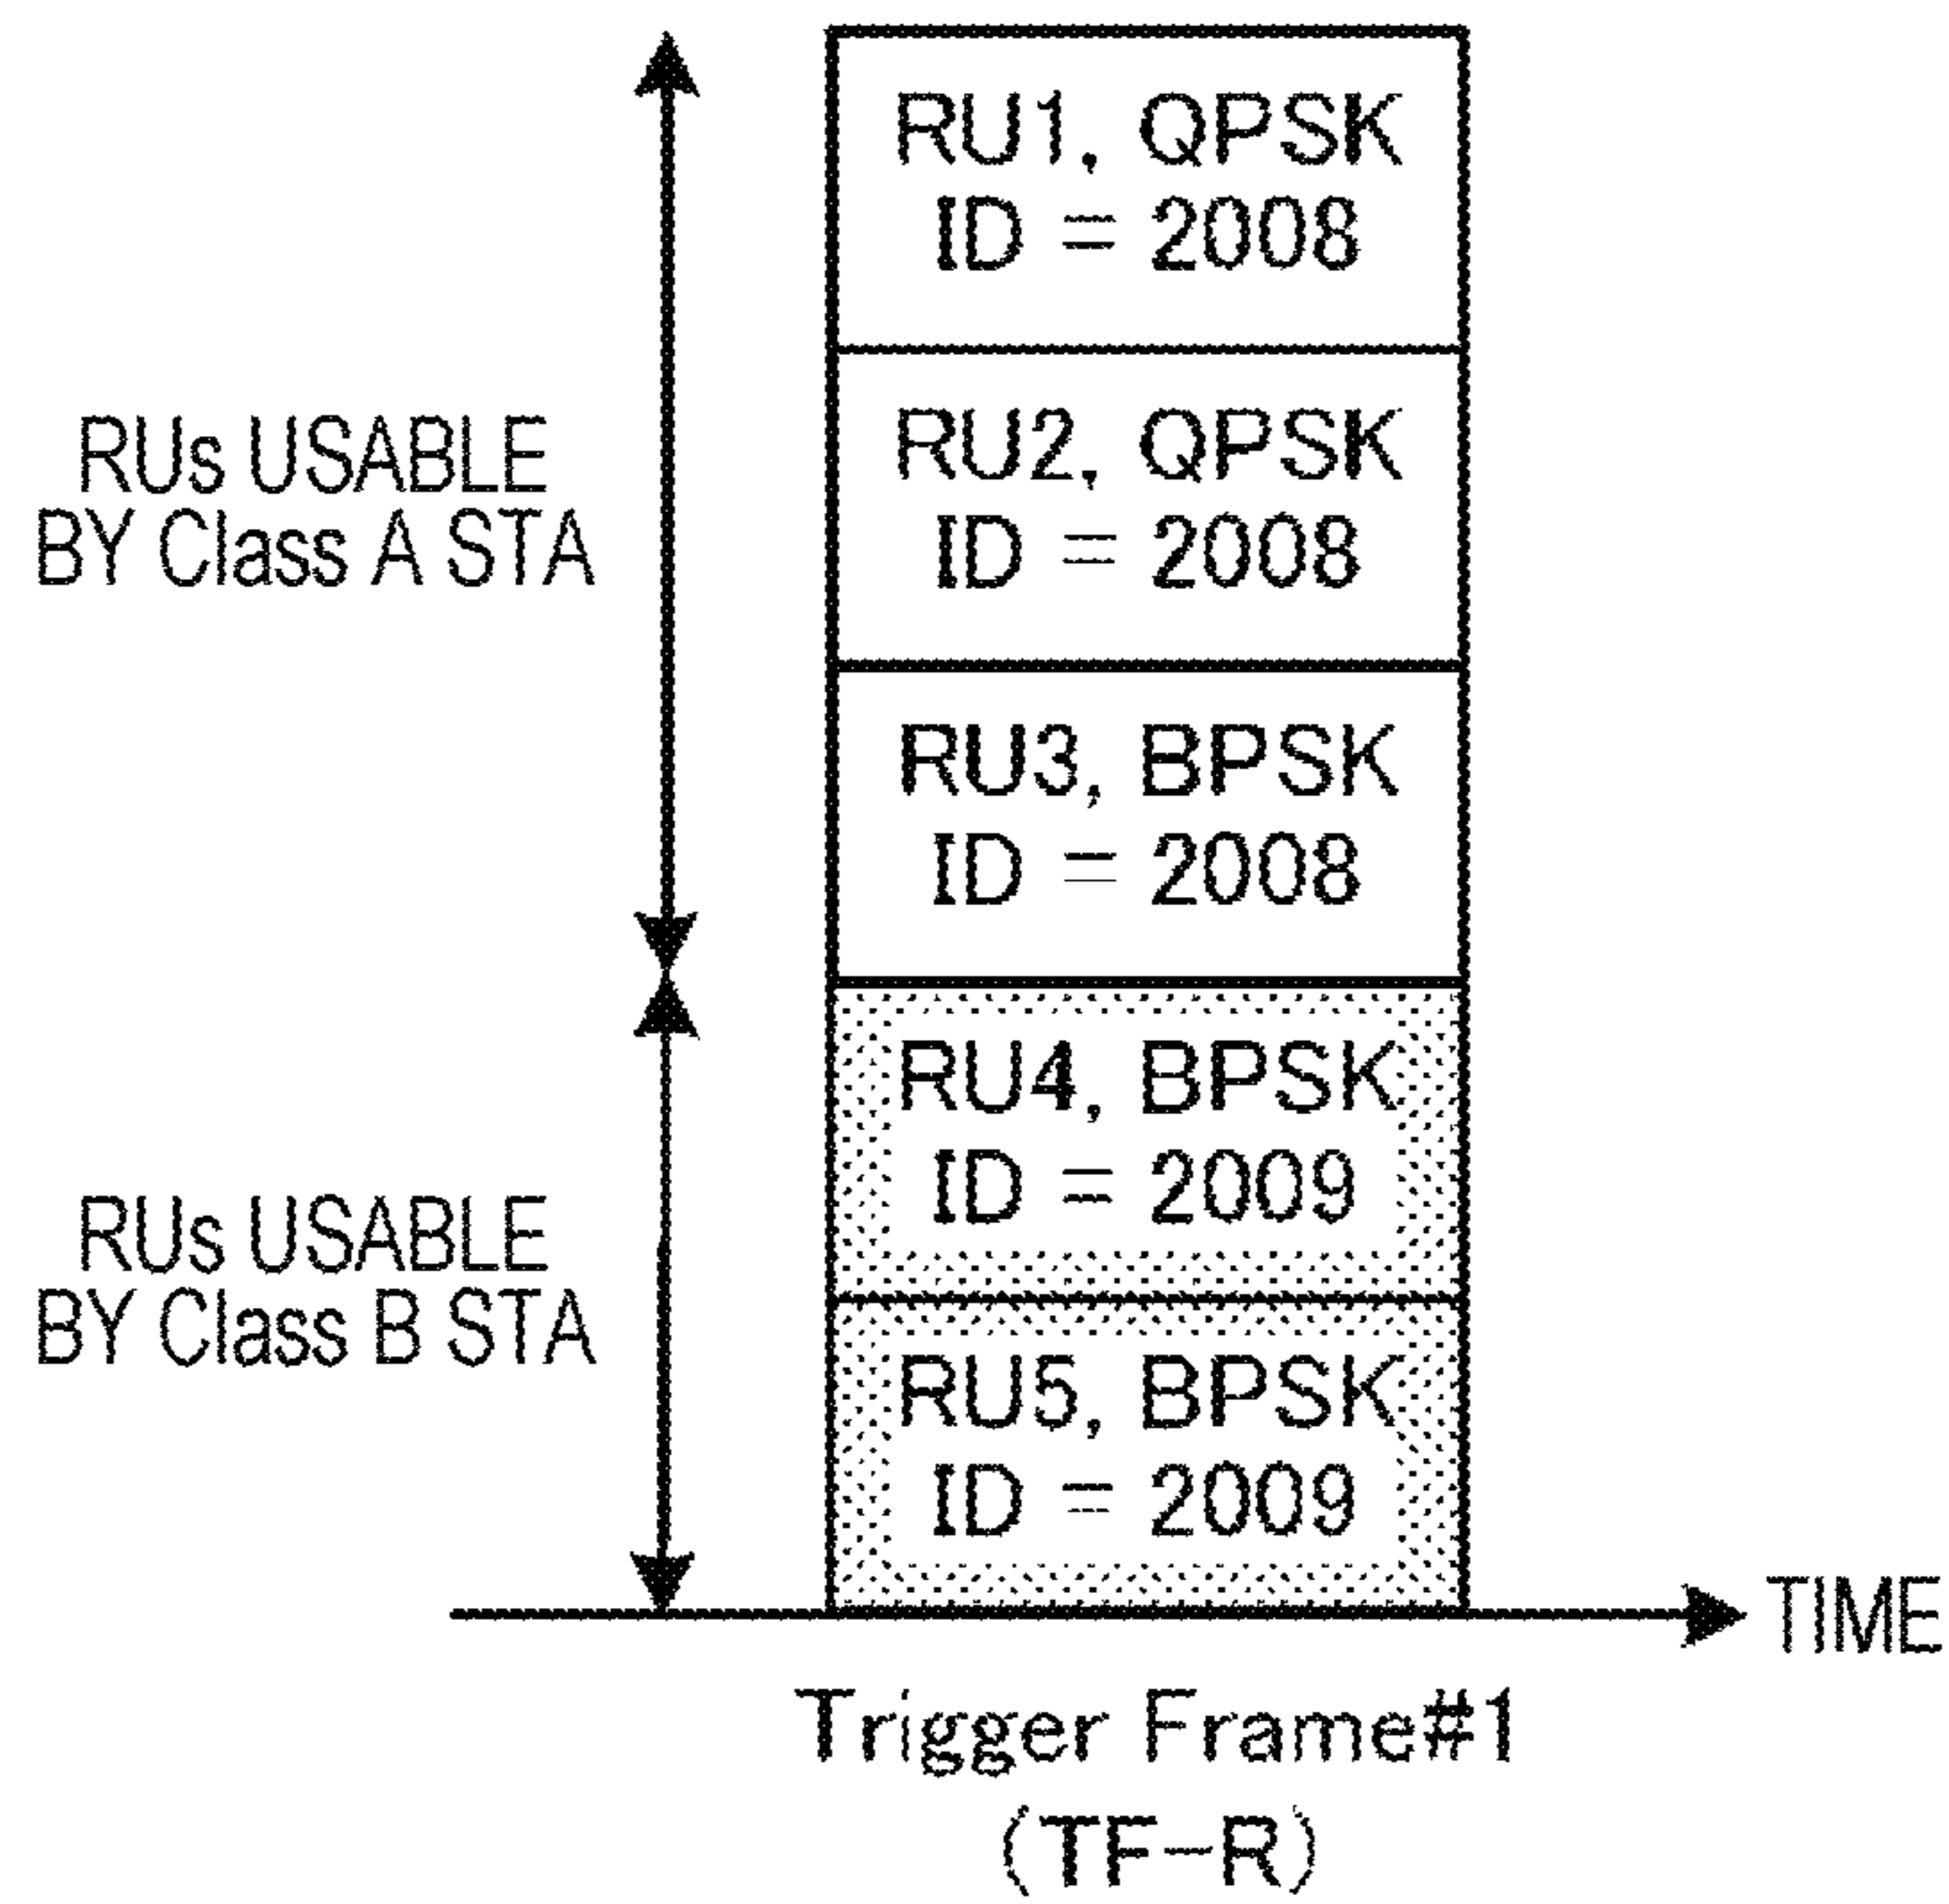 RU1, QPSK
ID = 2008
RUs USABLE
BY Class A STA
RU2, QPSK
ID = 2008
RU3, BPSK
ID = 2008
RU4, BPSK
ID = 2009
RUs USABLE
BY Class B STA
RU5, BPSK
ID = 2009
TIME
Trigger Frame#1
(TF-R)